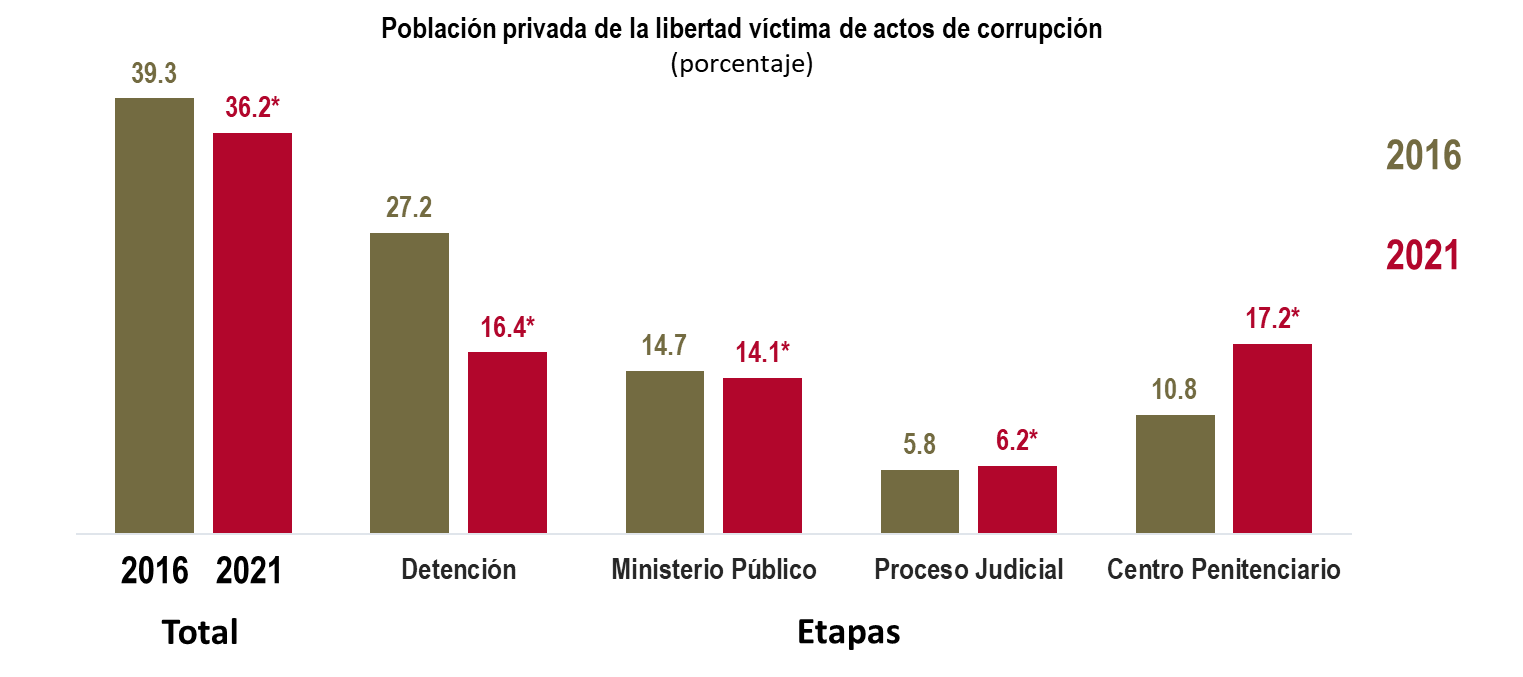 Población privada de la libertad víctima de actos de corrupción
(porcentaje)
39.3
36.2*
27.2
16.4*
14.7
14.1*
5.8
6.2*
10.8
17.2*
2016
2021
2016 2021
Detención
Ministerio Público
Proceso Judicial
Centro Penitenciario
Total
Etapas